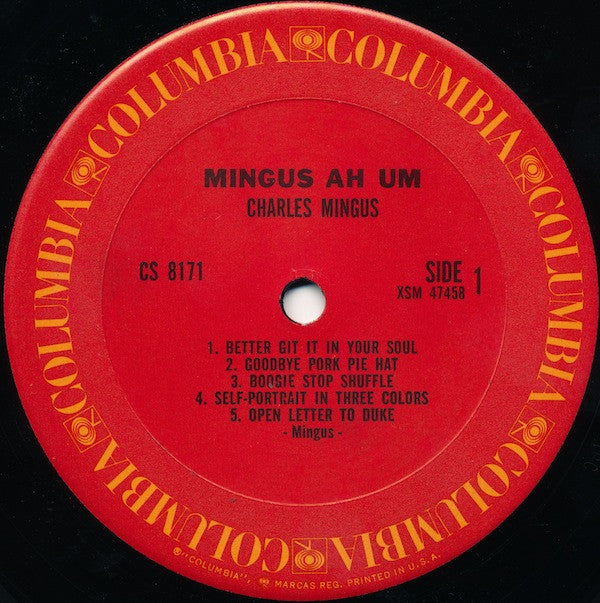 COLUMBIA COLUMBIA COLUMBIA COLUMBIA COLUMBIA COLUMBIA COLUMBIA COLUMBIA
MINGUS AH UM
CHARLES MINGUS
CS 8171
SIDE 1
XSM 47458
1. BETTER GIT IT IN YOUR SOUL
2. GOODBYE PORK PIE HAT
3. BOOGIE STOP SHUFFLE
4. SELF-PORTRAIT IN THREE COLORS
5. OPEN LETTER TO DUKE
- Mingus -
℗"COLUMBIA", MARCAS REG. PRINTED IN U.S.A.